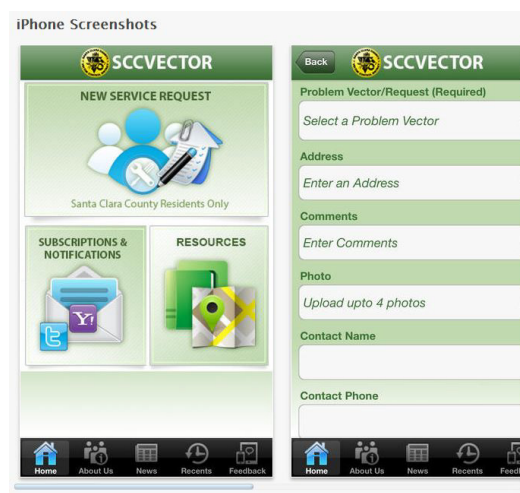 iPhone Screenshots
SCCVECTOR
NEW SERVICE REQUEST
Santa Clara County Residents Only
SUBSCRIPTIONS &
NOTIFICATIONS
Y!
RESOURCES
Home
About Us
News
Recents
Feedback
Back
SCCVECTOR
Problem Vector/Request (Required)
Select a Problem Vector
Address
Enter an Address
Comments
Enter Comments
Photo
Upload upto 4 photos
Contact Name
Contact Phone
Home
About Us
News
Recents